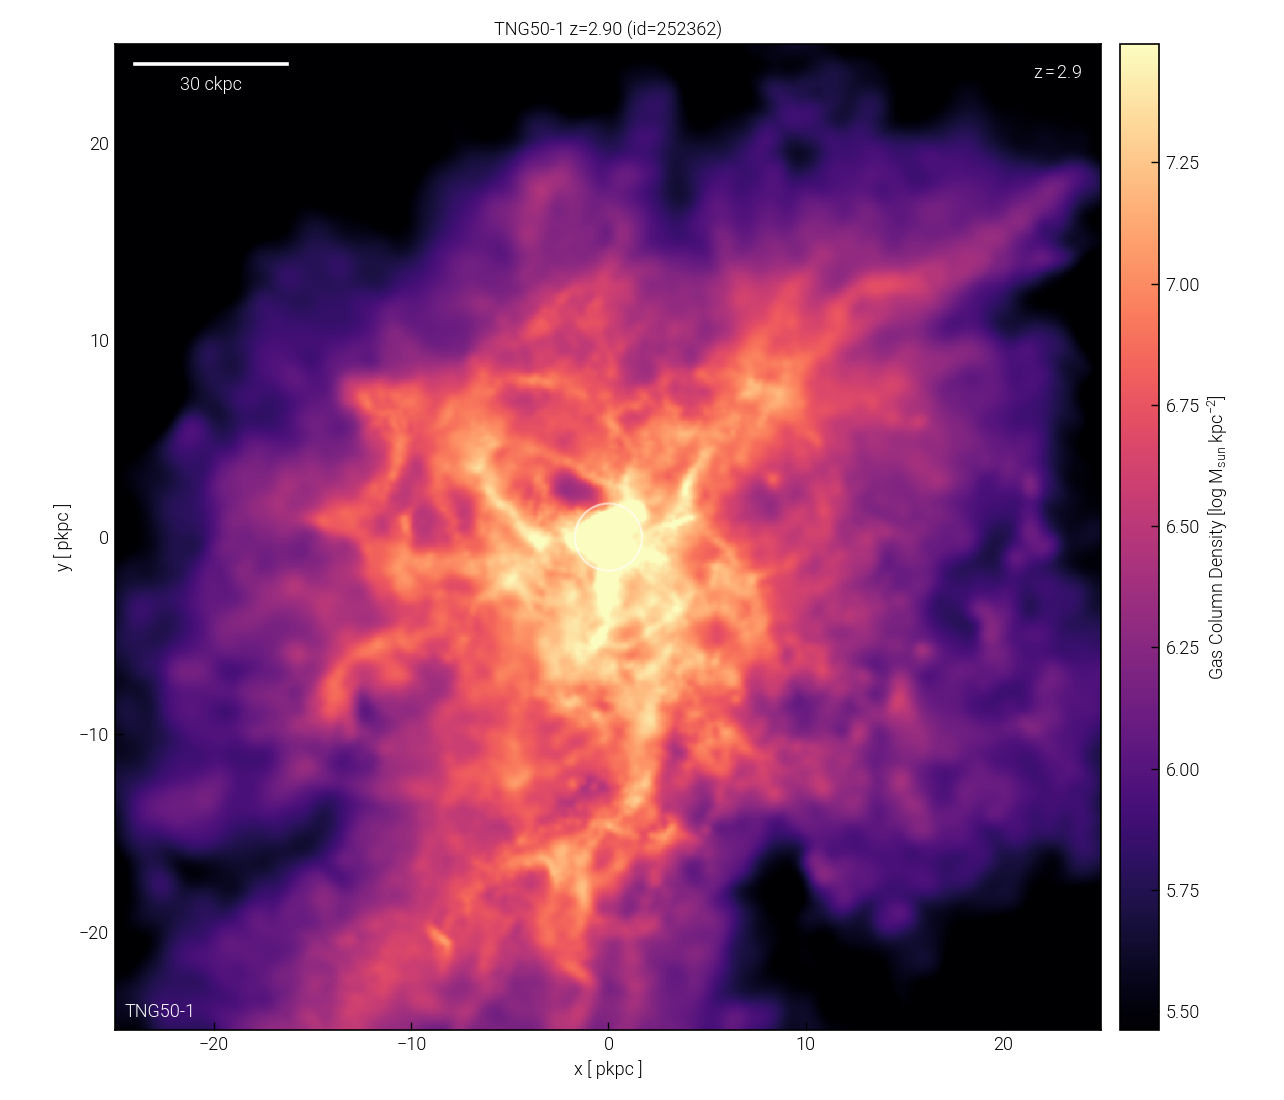 TNG50-1 z=2.90 (id=252362)
30 ckpc
z=2.9
TNG50-1
20
10
0
−10
−20
y [ pkpc ]
−20
−10
0
10
20
x [ pkpc ]
7.25
7.00
6.75
6.50
6.25
6.00
5.75
5.50
Gas Column Density [log M_sun kpc^−2]